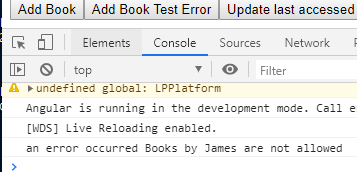 Add Book Add Book Test Error Update last accessed
Elements Console Sources Network
top Filter
undefined global: LPPlatform
Angular is running in the development mode. Call
[WDS] Live Reloading enabled.
an error occurred Books by James are not allowed